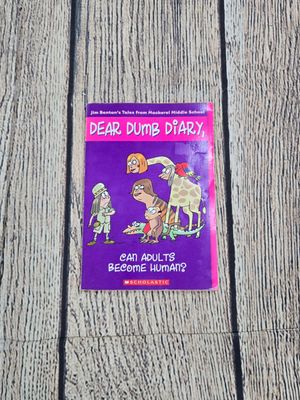 Jim Benton's Tales from Mackerel Middle School
DEAR DUMB DIARY,
CAN ADULTS
BECOME HUMAN?
SCHOLASTIC